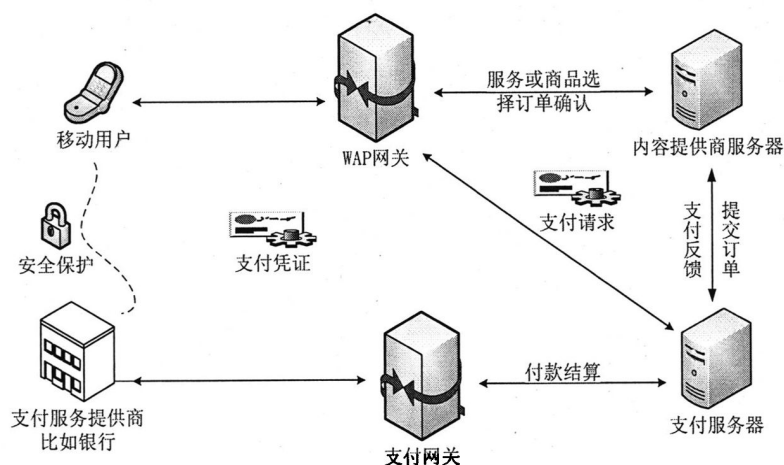 服务或商品选
择订单确认
移动用户
WAP网关
内容提供商服务器
支付请求
支付凭证
安全保护
支付反馈
提交订单
付款结算
支付服务提供商
比如银行
支付网关
支付服务器